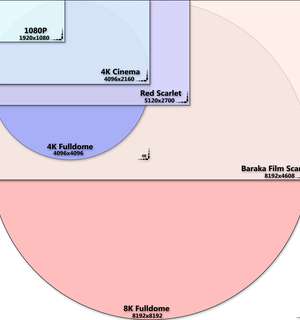 1080P
1920x1080
4K Cinema
4096x2160
Red Scarlet
5120x2700
4K Fulldome
4096x4096
Baraka Film Scan
8192x4608
8K Fulldome
8192x8192